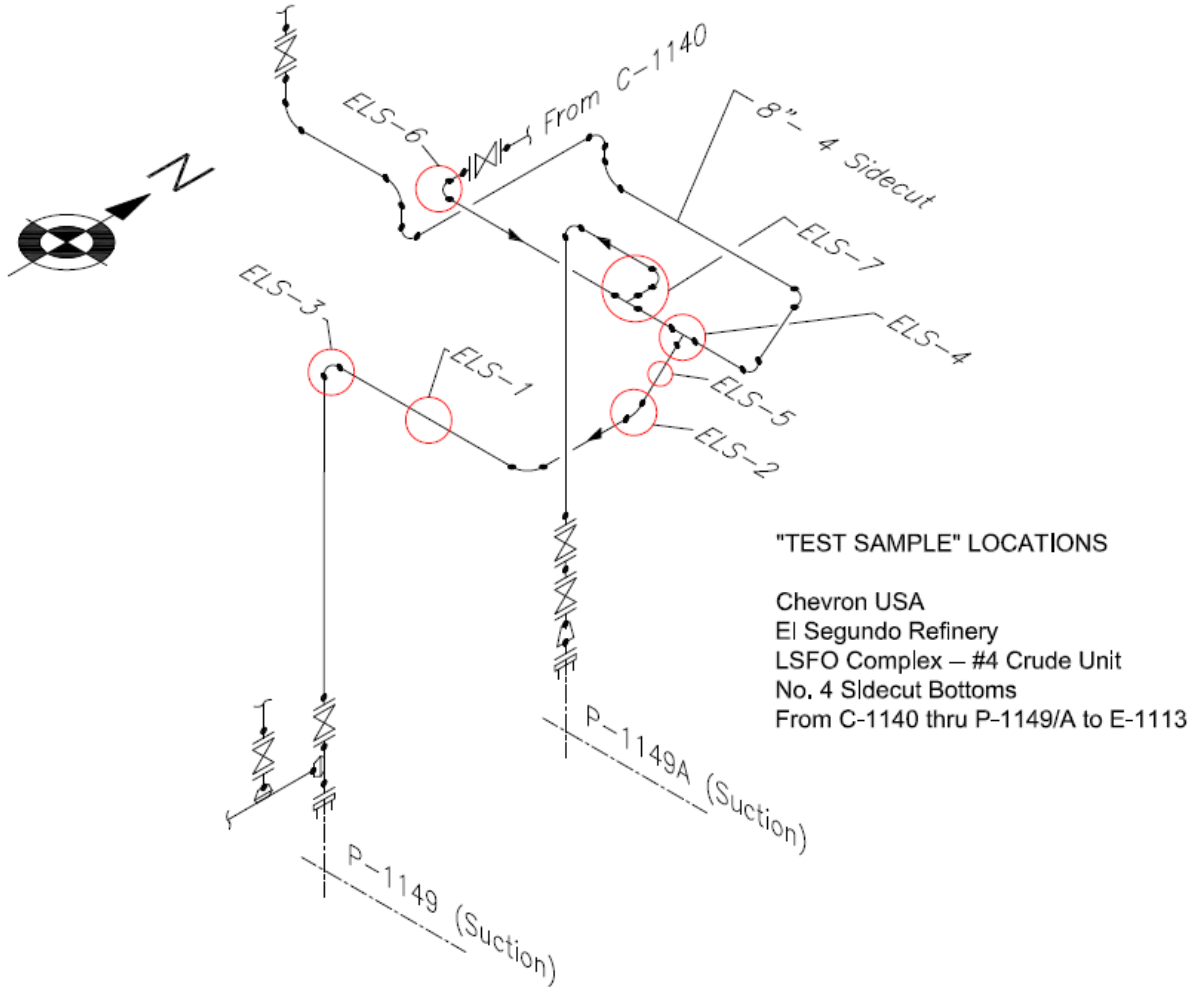 From C-1140
ELS-6
8"- 4 Sidecut
N
ELS-7
ELS-3
ELS-4
ELS-1
ELS-5
ELS-2
"TEST SAMPLE" LOCATIONS
Chevron USA
El Segundo Refinery
LSFO Complex – #4 Crude Unit
No. 4 Sidecut Bottoms
From C-1140 thru P-1149/A to E-1113
P-1149A (Suction)
P-1149 (Suction)